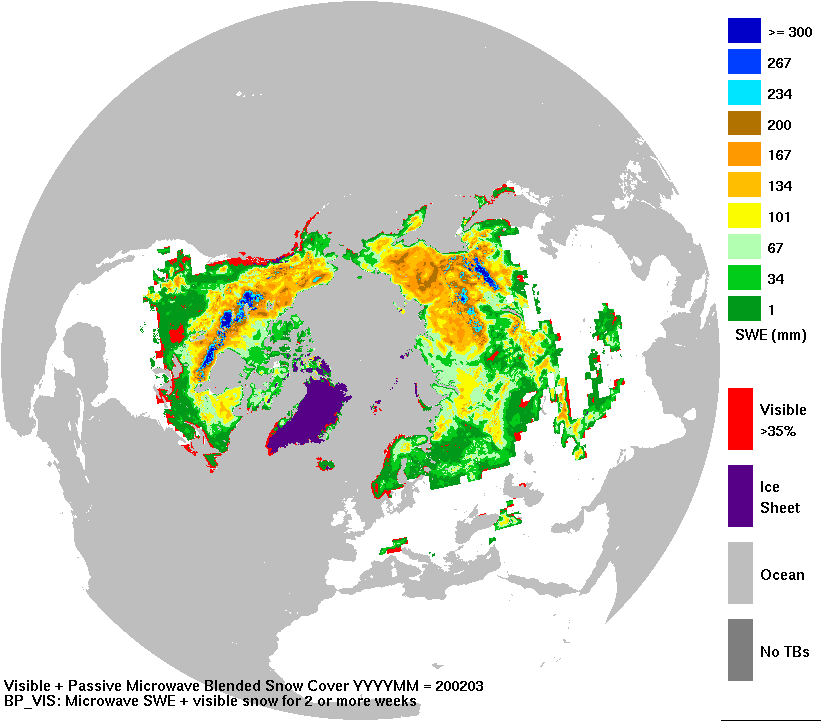 >= 300
267
234
200
167
134
101
67
34
1
SWE (mm)
Visible
>35%
Ice
Sheet
Ocean
No TBs
Visible + Passive Microwave Blended Snow Cover YYYYMM = 200203
BP_VIS: Microwave SWE + visible snow for 2 or more weeks